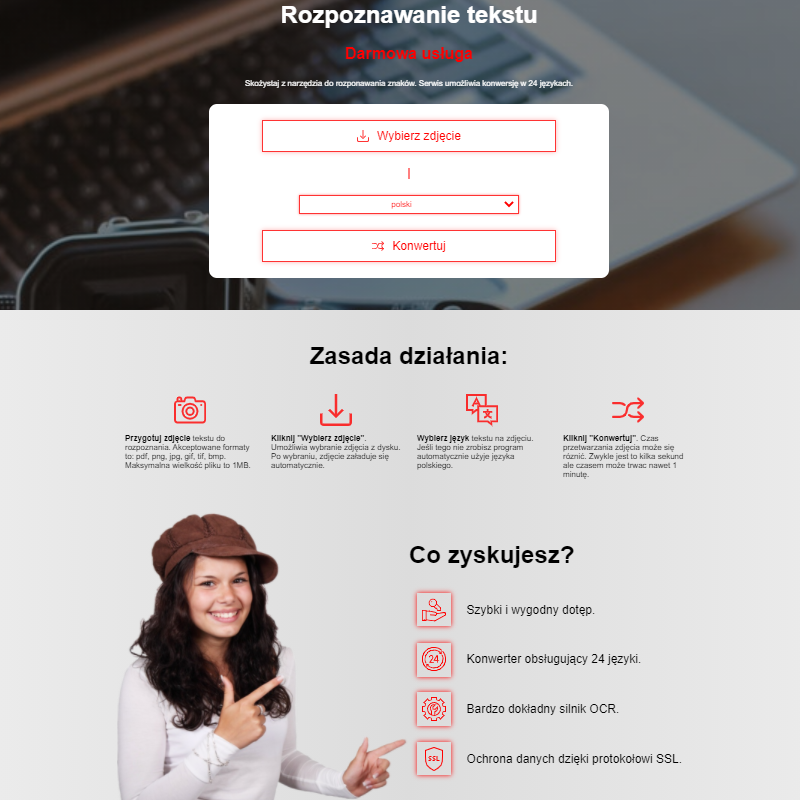 Rozpoznawanie tekstu
Darmowa usługa
Skożystaj z narzędzia do rozponawania znaków. Serwis umożliwia konwersję w 24 językach.
Wybierz zdjęcie
|
polski
Konwertuj
Zasada działania:
Przygotuj zdjęcie tekstu do
rozpoznania. Akceptowane formaty
to: pdf, png, jpg, gif, tif, bmp.
Maksymalna wielkość pliku to 1MB.
Kliknij "Wybierz zdjęcie".
Umożliwia wybranie zdjęcia z dysku.
Po wybraniu, zdjęcie załaduje się
automatycznie.
Wybierz język tekstu na zdjęciu.
Jeśli tego nie zrobisz program
automatycznie użyje języka
polskiego.
Kliknij "Konwertuj". Czas
przetwarzania zdjęcia może się
róznić. Zwykle jest to kilka sekund
ale czasem może trwac nawet 1
minutę.
Co zyskujesz?
Szybki i wygodny dotęp.
24
Konwerter obsługujący 24 języki.
Bardzo dokładny silnik OCR.
SSL
Ochrona danych dzięki protokołowi SSL.